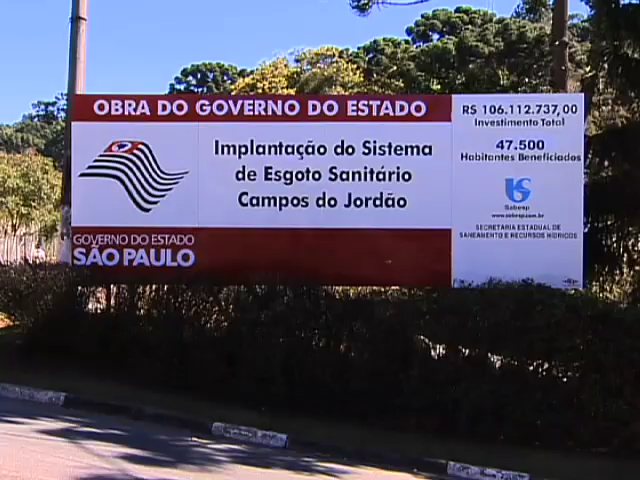 OBRA DO GOVERNO DO ESTADO
Implantação do Sistema
de Esgoto Sanitário
Campos do Jordão
GOVERNO DO ESTADO
SÃO PAULO
R$ 106.112.737,00
Investimento Total
47.500
Habitantes Beneficiados
Sabesp
www.sabesp.com.br
SECRETARIA ESTADUAL DE
SANEAMENTO E RECURSOS HÍDRICOS